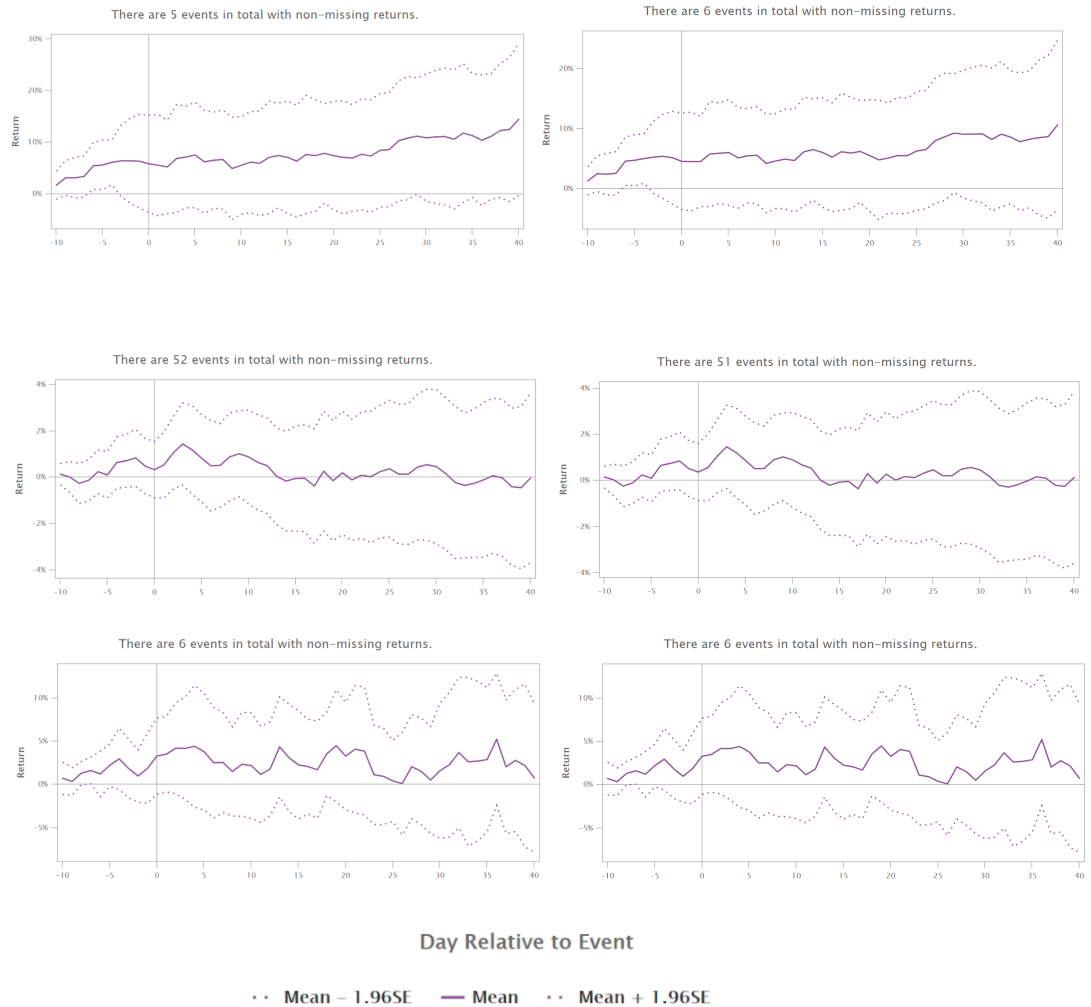 There are 5 events in total with non-missing returns.
There are 6 events in total with non-missing returns.
30%
20%
10%
0%
Return
-10 -5 0 5 10 15 20 25 30 35 40
20%
10%
0%
Return
-10 -5 0 5 10 15 20 25 30 35 40
There are 52 events in total with non-missing returns.
There are 51 events in total with non-missing returns.
4%
2%
0%
-2%
-4%
Return
-10 -5 0 5 10 15 20 25 30 35 40
4%
2%
0%
-2%
-4%
Return
-10 -5 0 5 10 15 20 25 30 35 40
There are 6 events in total with non-missing returns.
There are 6 events in total with non-missing returns.
10%
5%
0%
-5%
Return
-10 -5 0 5 10 15 20 25 30 35 40
10%
5%
0%
-5%
Return
-10 -5 0 5 10 15 20 25 30 35 40
Day Relative to Event
Mean - 1.96SE Mean Mean + 1.96SE